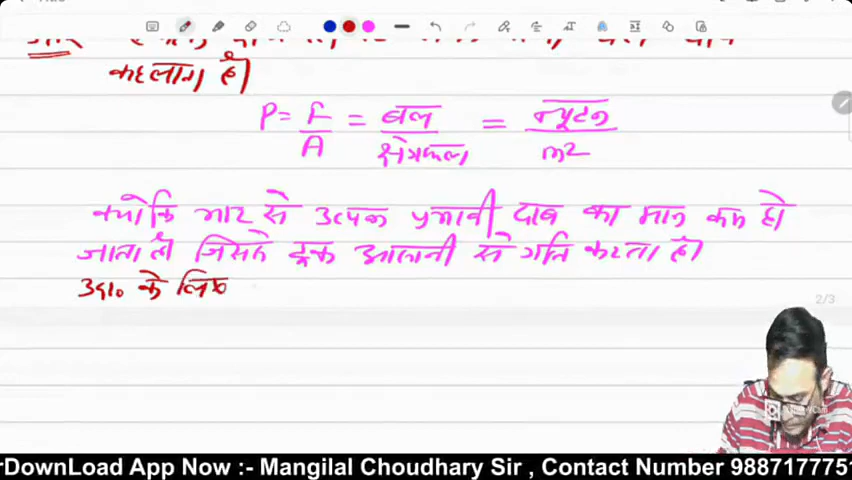 कहलाता है
P = F/A = बल/क्षेत्रफल = न्यूटन/m2
क्योंकि भार से उत्पन्न प्रभावी दाब का मान कम हो
जाता है जिससे ट्रक आसानी से गति करता है।
उदा० के लिए
2/3
DownLoad App Now :- Mangilal Choudhary Sir , Contact Number 9887177751